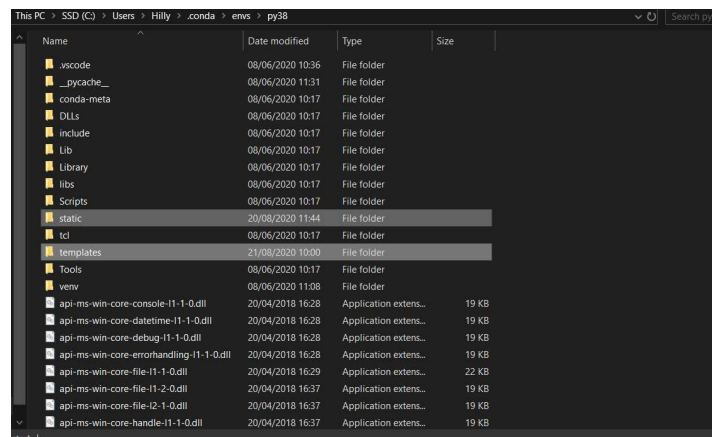 This PC > SSD (C:) > Users > Hilly > .conda > envs > py38 Search py
Name Date modified Type Size
.vscode 08/06/2020 10:36 File folder
__pycache__ 08/06/2020 11:31 File folder
conda-meta 08/06/2020 10:17 File folder
DLLs 08/06/2020 10:17 File folder
include 08/06/2020 10:17 File folder
Lib 08/06/2020 10:17 File folder
Library 08/06/2020 10:17 File folder
libs 08/06/2020 10:17 File folder
Scripts 08/06/2020 10:17 File folder
static 20/08/2020 11:44 File folder
tcl 08/06/2020 10:17 File folder
templates 21/08/2020 10:00 File folder
Tools 08/06/2020 10:17 File folder
venv 08/06/2020 11:08 File folder
api-ms-win-core-console-l1-1-0.dll 20/04/2018 16:28 Application extens... 19 KB
api-ms-win-core-datetime-l1-1-0.dll 20/04/2018 16:28 Application extens... 19 KB
api-ms-win-core-debug-l1-1-0.dll 20/04/2018 16:28 Application extens... 19 KB
api-ms-win-core-errorhandling-l1-1-0.dll 20/04/2018 16:28 Application extens... 19 KB
api-ms-win-core-file-l1-1-0.dll 20/04/2018 16:29 Application extens... 22 KB
api-ms-win-core-file-l1-2-0.dll 20/04/2018 16:37 Application extens... 19 KB
api-ms-win-core-file-l2-1-0.dll 20/04/2018 16:37 Application extens... 19 KB
api-ms-win-core-handle-l1-1-0.dll 20/04/2018 16:37 Application extens... 19 KB